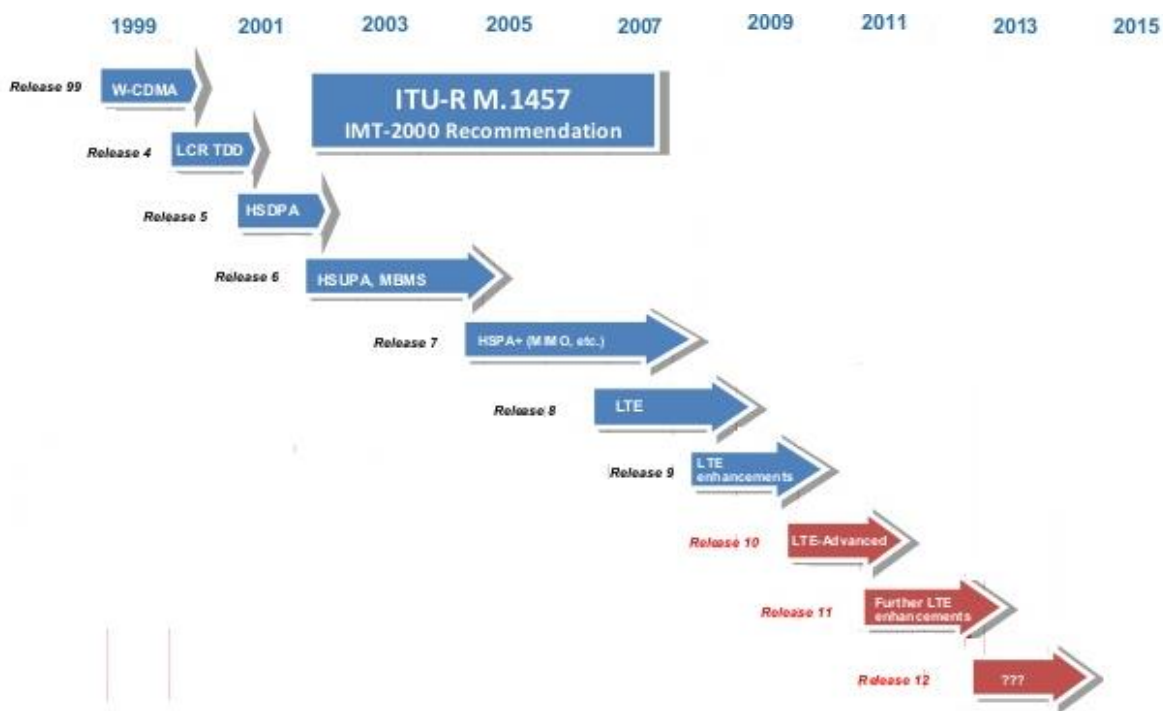 1999 2001 2003 2005 2007 2009 2011 2013 2015
Release 99 W-CDMA
ITU-R M.1457
IMT-2000 Recommendation
Release 4 LCR TDD
Release 5 HSDPA
Release 6 HSUPA, MBMS
Release 7 HSPA+ (MIMO, etc.)
Release 8 LTE
Release 9 LTE
enhancements
Release 10 LTE-Advanced
Release 11 Further LTE
enhancements
Release 12 ???